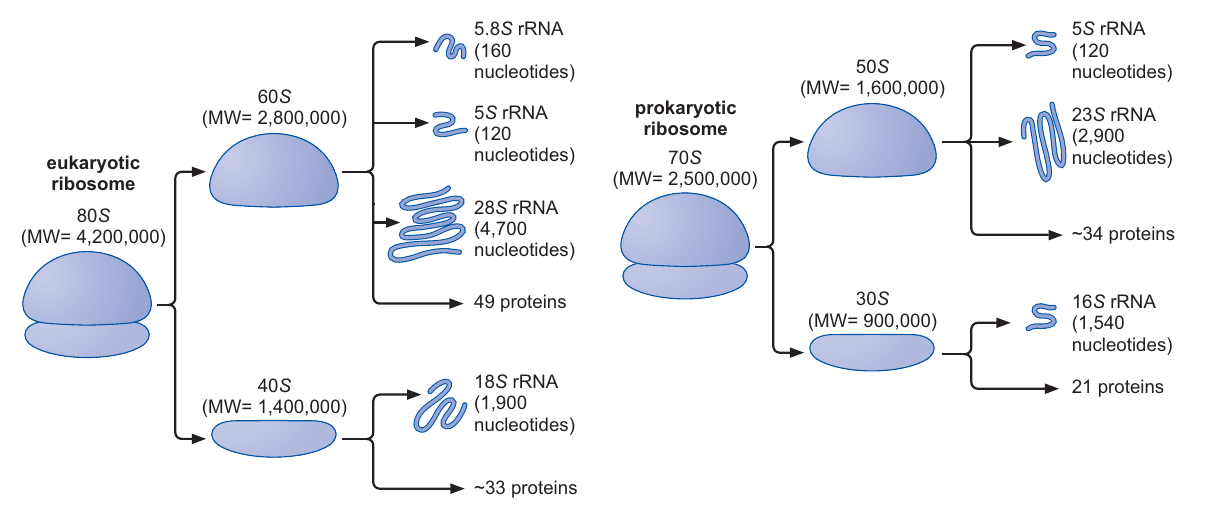 eukaryotic
ribosome
80S
(MW= 4,200,000)
60S
(MW= 2,800,000)
5.8S rRNA
(160
nucleotides)
5S rRNA
(120
nucleotides)
28S rRNA
(4,700
nucleotides)
49 proteins
40S
(MW= 1,400,000)
18S rRNA
(1,900
nucleotides)
~33 proteins
prokaryotic
ribosome
70S
(MW= 2,500,000)
50S
(MW= 1,600,000)
5S rRNA
(120
nucleotides)
23S rRNA
(2,900
nucleotides)
~34 proteins
30S
(MW= 900,000)
16S rRNA
(1,540
nucleotides)
21 proteins